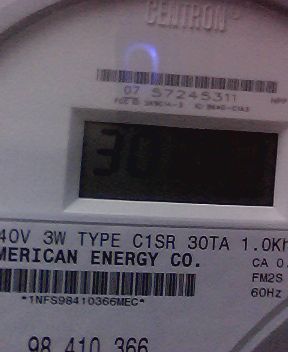 CENTRON®
07 57245311
30
40V 3W TYPE C1SR 30TA 1.0Kh
MERICAN ENERGY CO.
CA 0.
FM2S
60Hz
*1NFS98410366MEC*
98 410 366